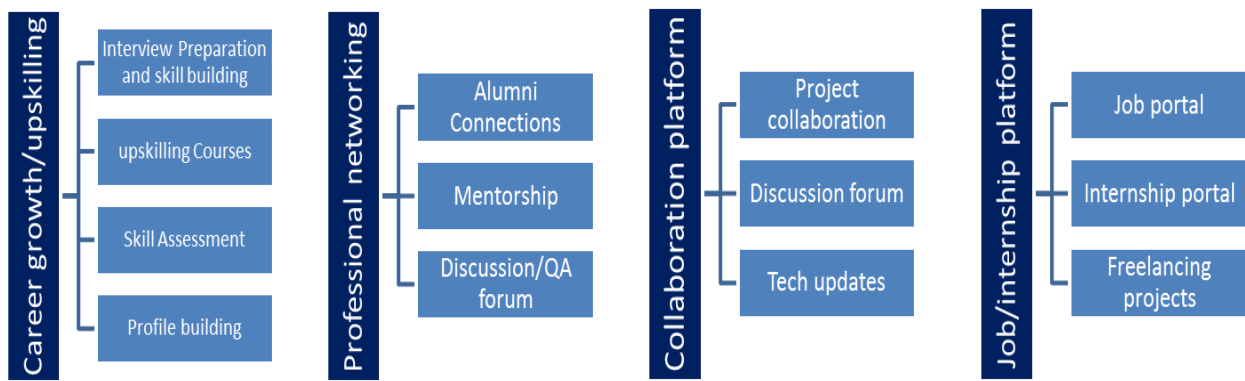 Career growth/upskilling
Interview Preparation
and skill building
upskilling Courses
Skill Assessment
Profile building
Professional networking
Alumni
Connections
Mentorship
Discussion/QA
forum
Collaboration platform
Project
collaboration
Discussion forum
Tech updates
Job/internship platform
Job portal
Internship portal
Freelancing
projects